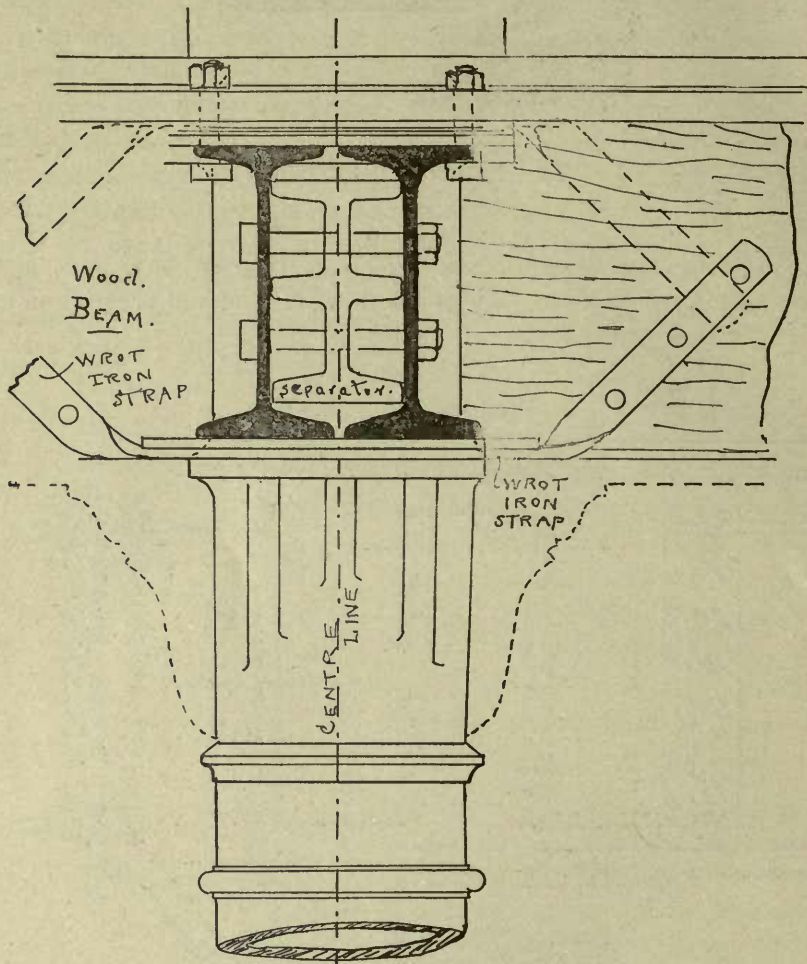 Wood.
BEAM.
WROT
IRON
STRAP
separator.
WROT
IRON
STRAP
CENTRE
LINE